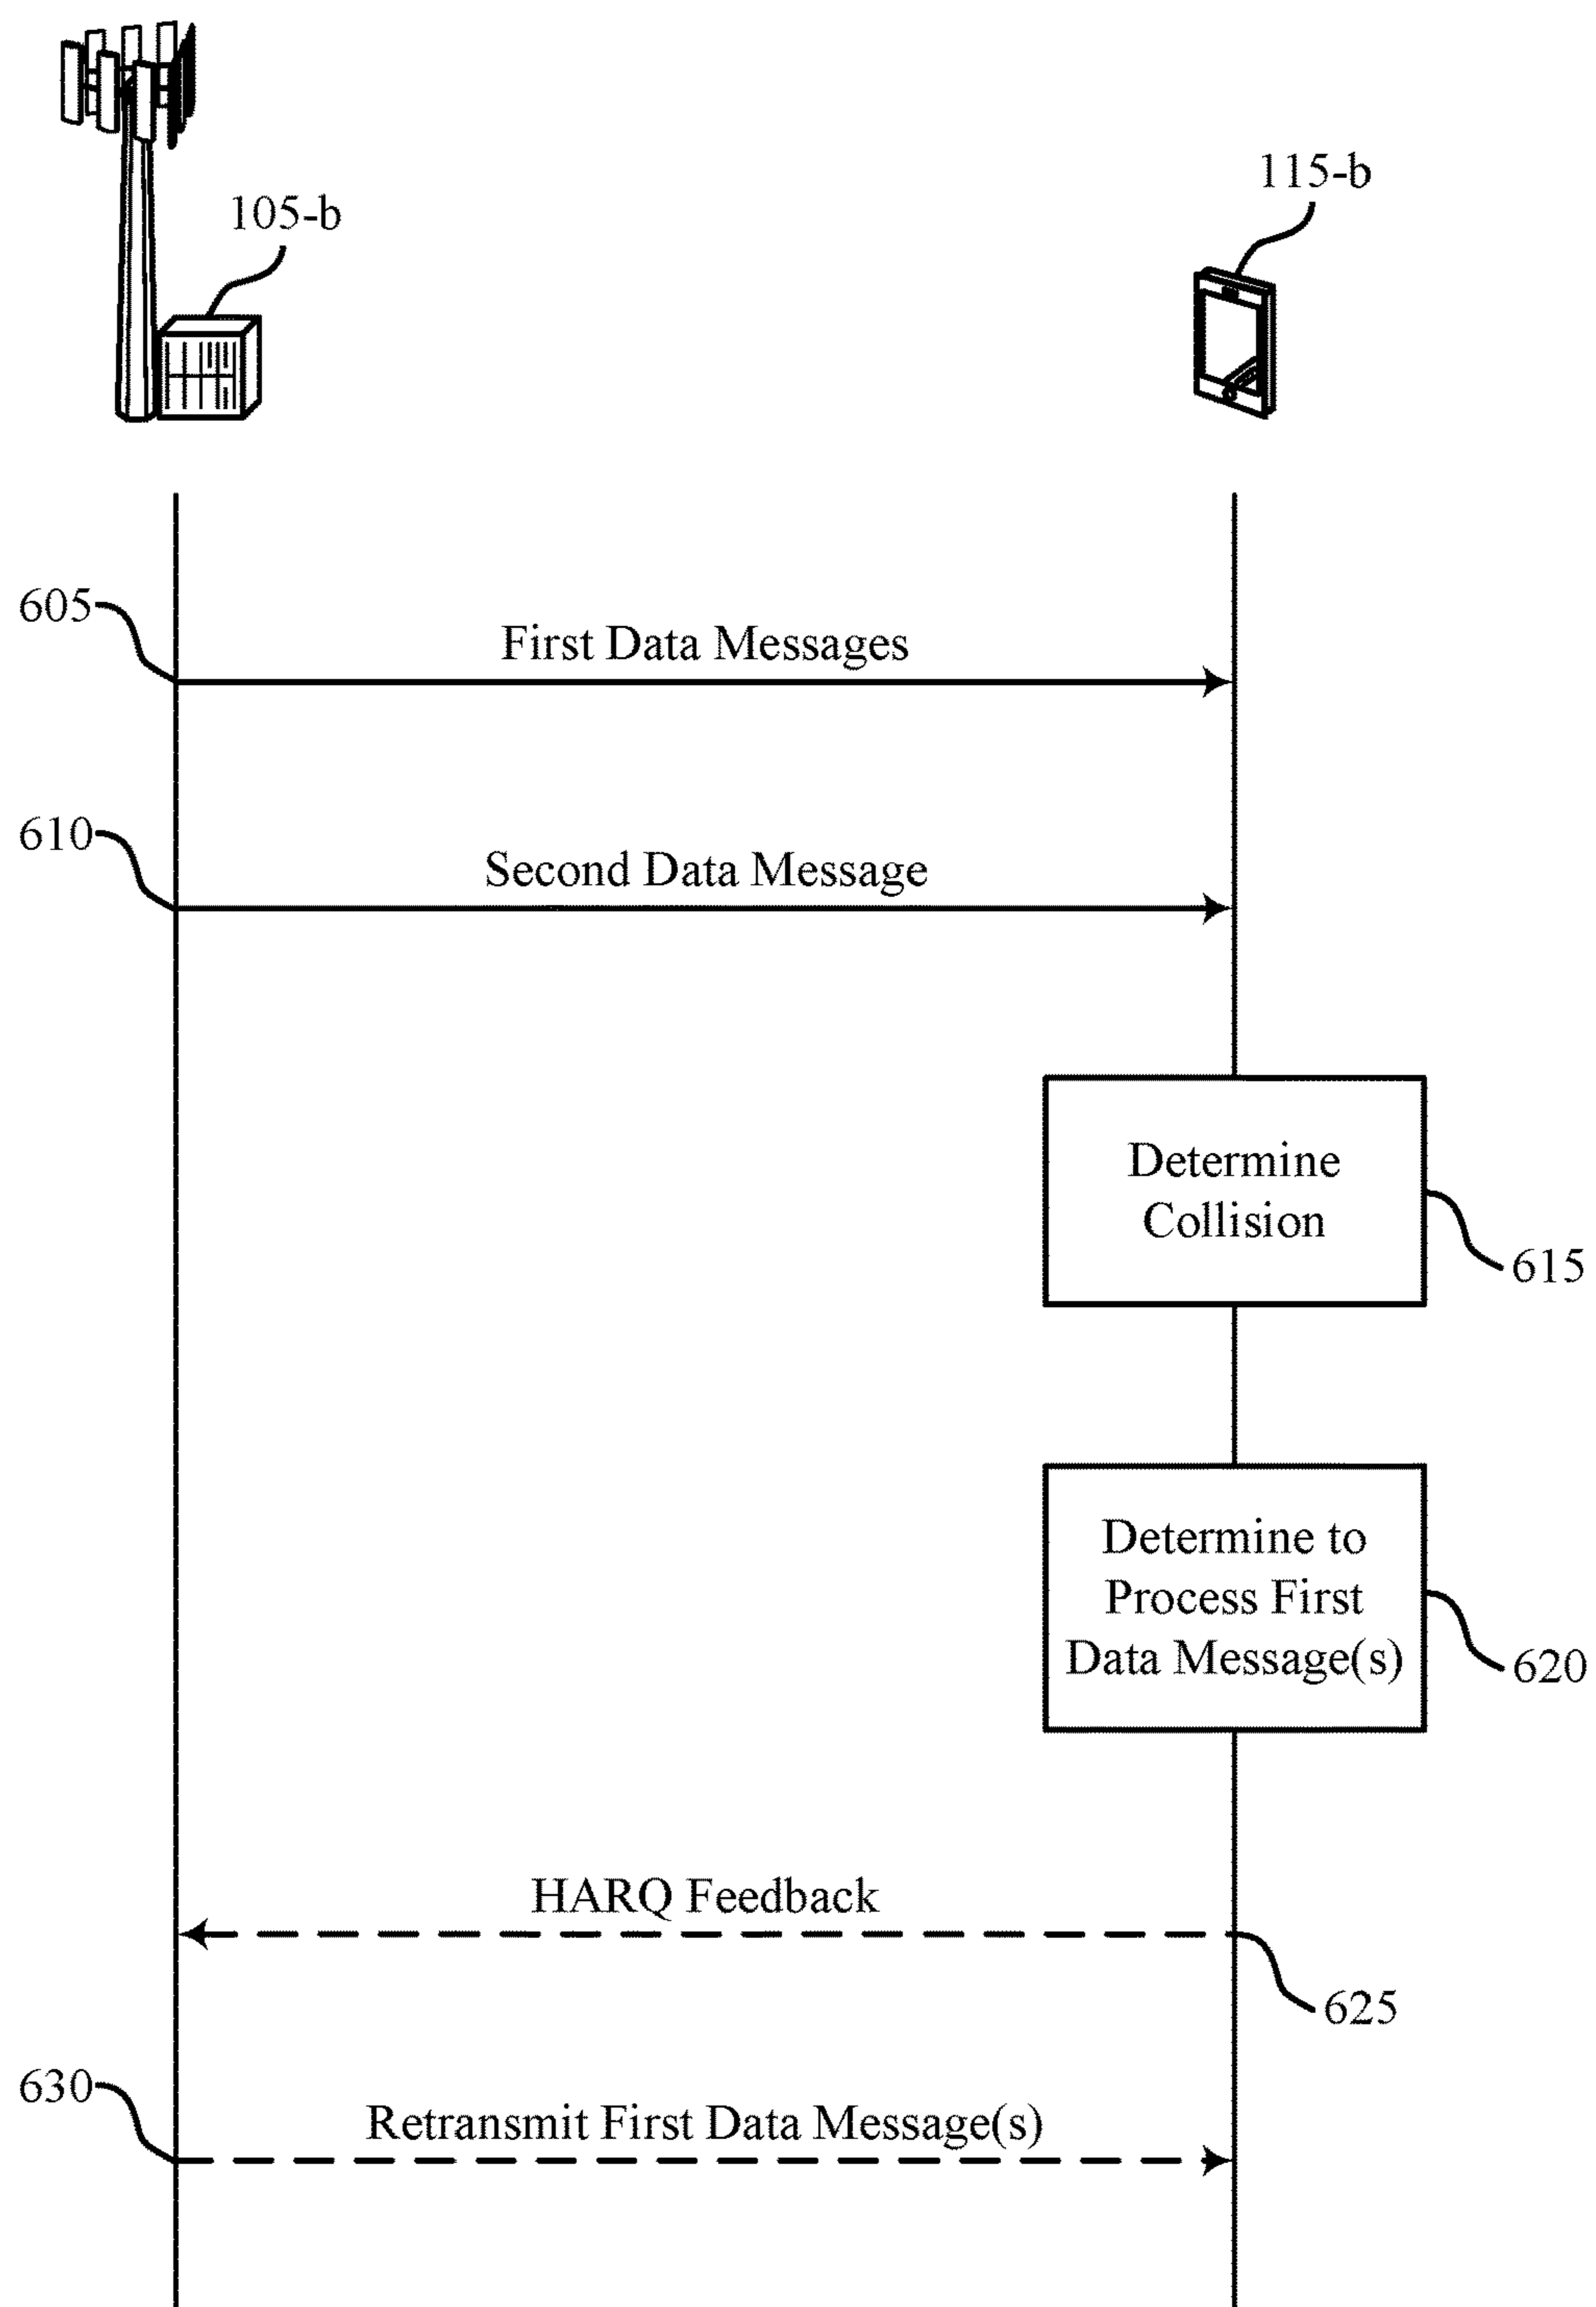 105-b
115-b
605
First Data Messages
610
Second Data Message
Determine
Collision
615
Determine to
Process First
Data Message(s)
620
HARQ Feedback
625
630
Retransmit First Data Message(s)